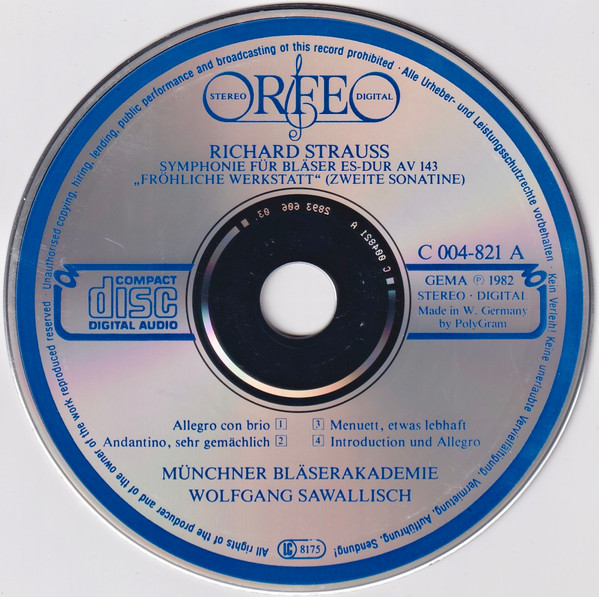 All rights of the producer and of the owner of the work reproduced reserved · Unauthorised copying, hiring, lending, public performance and broadcasting of this record prohibited · Alle Urheber- und Leistungsschutzrechte vorbehalten · Kein Verleih! Keine unerlaubte Vervielfältigung, Vermietung, Aufführung, Sendung!
STEREO ORFEO DIGITAL
RICHARD STRAUSS
SYMPHONIE FÜR BLÄSER ES-DUR AV 143
„FRÖHLICHE WERKSTATT“ (ZWEITE SONATINE)
C 004821 A 2893 606 03
C 004-821 A
COMPACT
disc
DIGITAL AUDIO
GEMA Ⓟ 1982
STEREO · DIGITAL
Made in W. Germany
by PolyGram
Allegro con brio 1 3 Menuett, etwas lebhaft
Andantino, sehr gemächlich 2 4 Introduction und Allegro
MÜNCHNER BLÄSERAKADEMIE
WOLFGANG SAWALLISCH
LC 8175